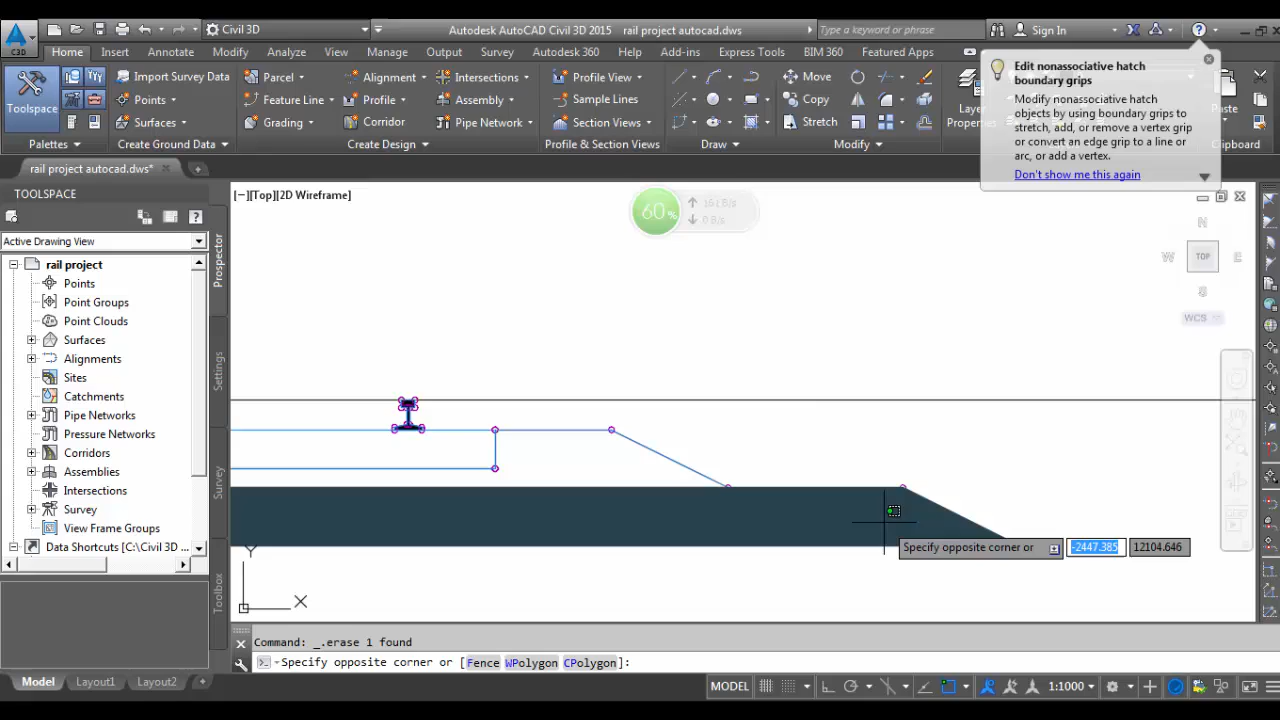 C3D
Civil 3D
Autodesk AutoCAD Civil 3D 2015 rail project autocad.dws
Type a keyword or phrase
Sign In
Home Insert Annotate Modify Analyze View Manage Output Survey Autodesk 360 Help Add-ins Express Tools BIM 360 Featured Apps
Toolspace
Import Survey Data
Points
Surfaces
Parcel
Feature Line
Grading
Alignment
Profile
Corridor
Intersections
Assembly
Pipe Network
Profile View
Sample Lines
Section Views
Move
Copy
Stretch
Layer
Properties
Paste
Palettes
Create Ground Data
Create Design
Profile & Section Views
Draw
Modify
Clipboard
Edit nonassociative hatch
boundary grips
Modify nonassociative hatch
objects by using boundary grips to
stretch, add, or remove a vertex grip
or convert an edge grip to a line or
arc, or add a vertex.
Don't show me this again
rail project autocad.dws*
TOOLSPACE
Active Drawing View
rail project
Points
Point Groups
Point Clouds
Surfaces
Alignments
Sites
Catchments
Pipe Networks
Pressure Networks
Corridors
Assemblies
Intersections
Survey
View Frame Groups
Data Shortcuts [C:\Civil 3D
Prospector
Settings
Survey
Toolbox
[−][Top][2D Wireframe]
60%
N
W TOP E
S
WCS
Y
X
Specify opposite corner or -2447.385 12104.646
Command: _.erase 1 found
Specify opposite corner or [Fence WPolygon CPolygon]:
Model Layout1 Layout2
MODEL 1:1000